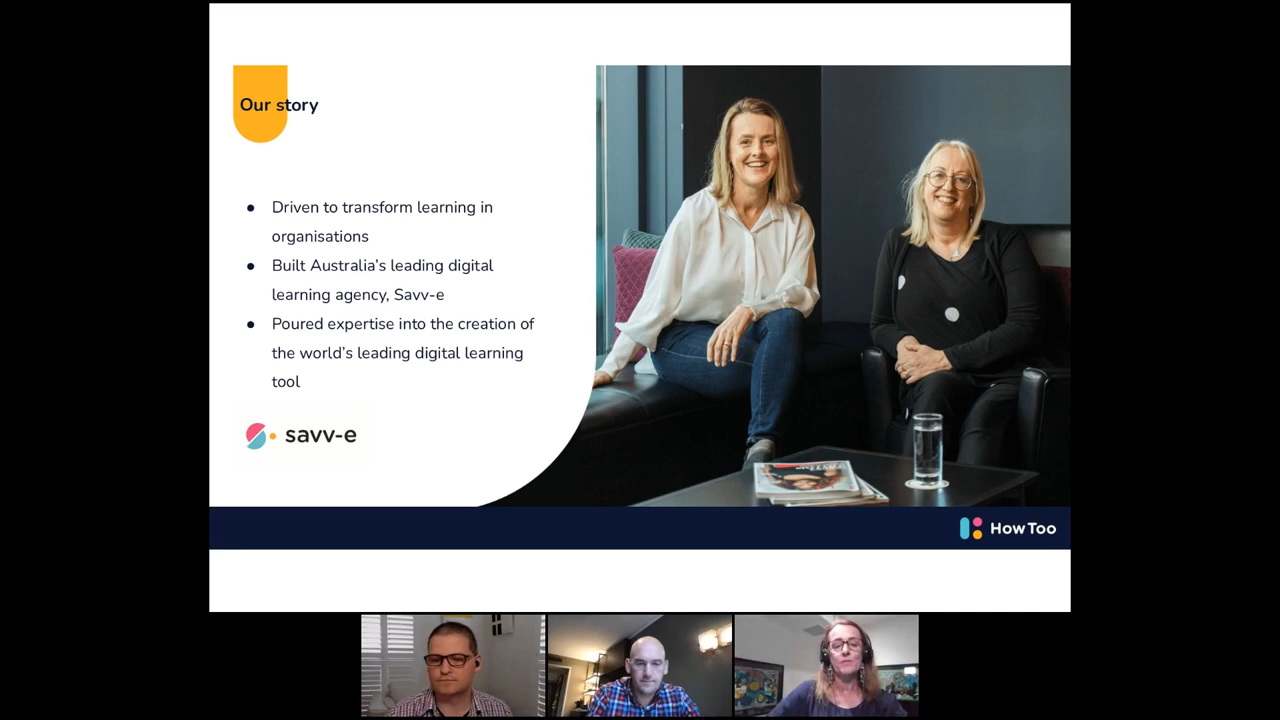 Our story
● Driven to transform learning in
organisations
● Built Australia's leading digital
learning agency, Savv-e
● Poured expertise into the creation of
the world's leading digital learning
tool
savv-e
HowToo